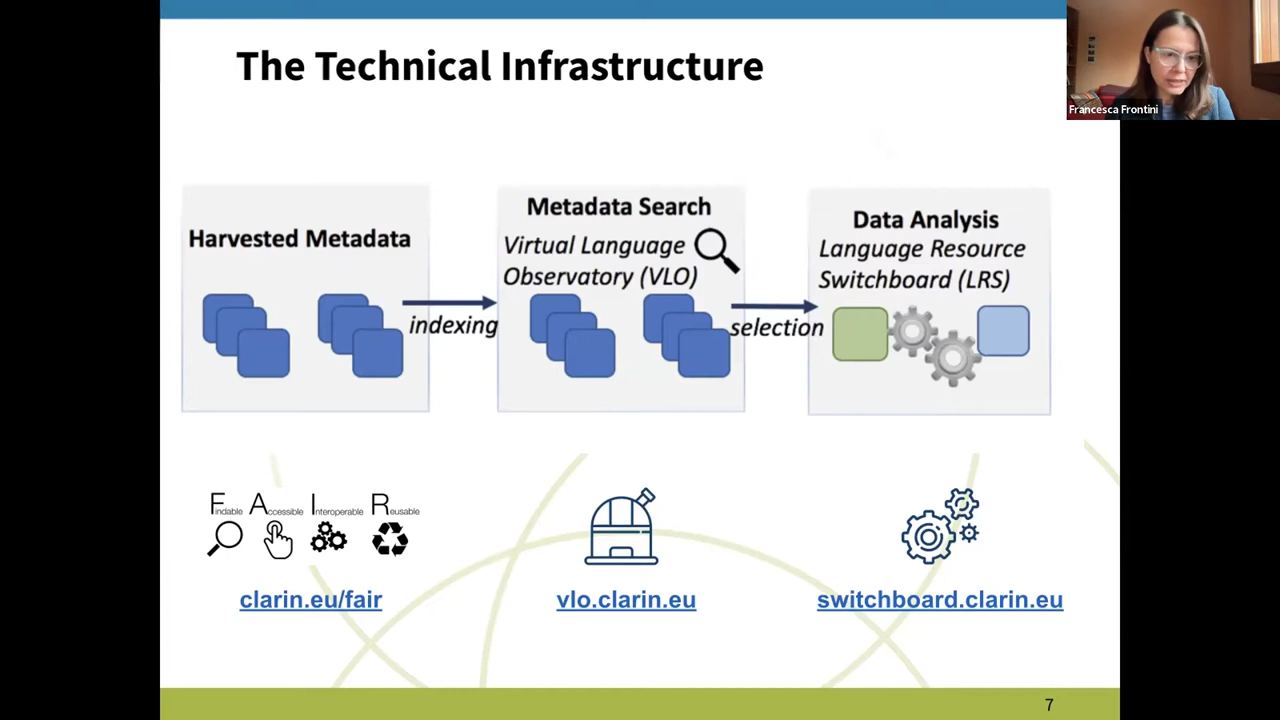 The Technical Infrastructure
Francesca Frontini
Harvested Metadata
indexing
Metadata Search
Virtual Language
Observatory (VLO)
selection
Data Analysis
Language Resource
Switchboard (LRS)
Findable Accessible Interoperable Reusable
clarin.eu/fair
vlo.clarin.eu
switchboard.clarin.eu
7